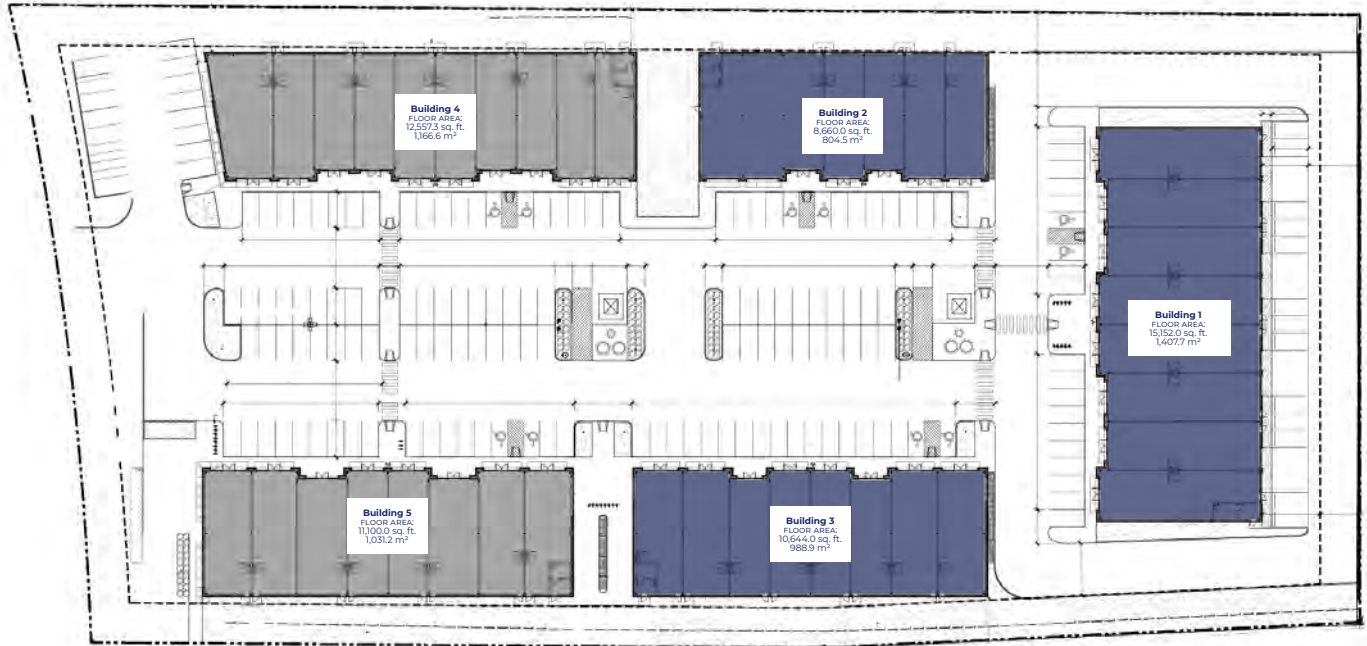 Building 4
FLOOR AREA:
12,557.3 sq. ft.
1,166.6 m²
Building 2
FLOOR AREA:
8,660.0 sq. ft.
804.5 m²
Building 1
FLOOR AREA:
15,152.0 sq. ft.
1,407.7 m²
Building 5
FLOOR AREA:
11,100.0 sq. ft.
1,031.2 m²
Building 3
FLOOR AREA:
10,644.0 sq. ft.
988.9 m²